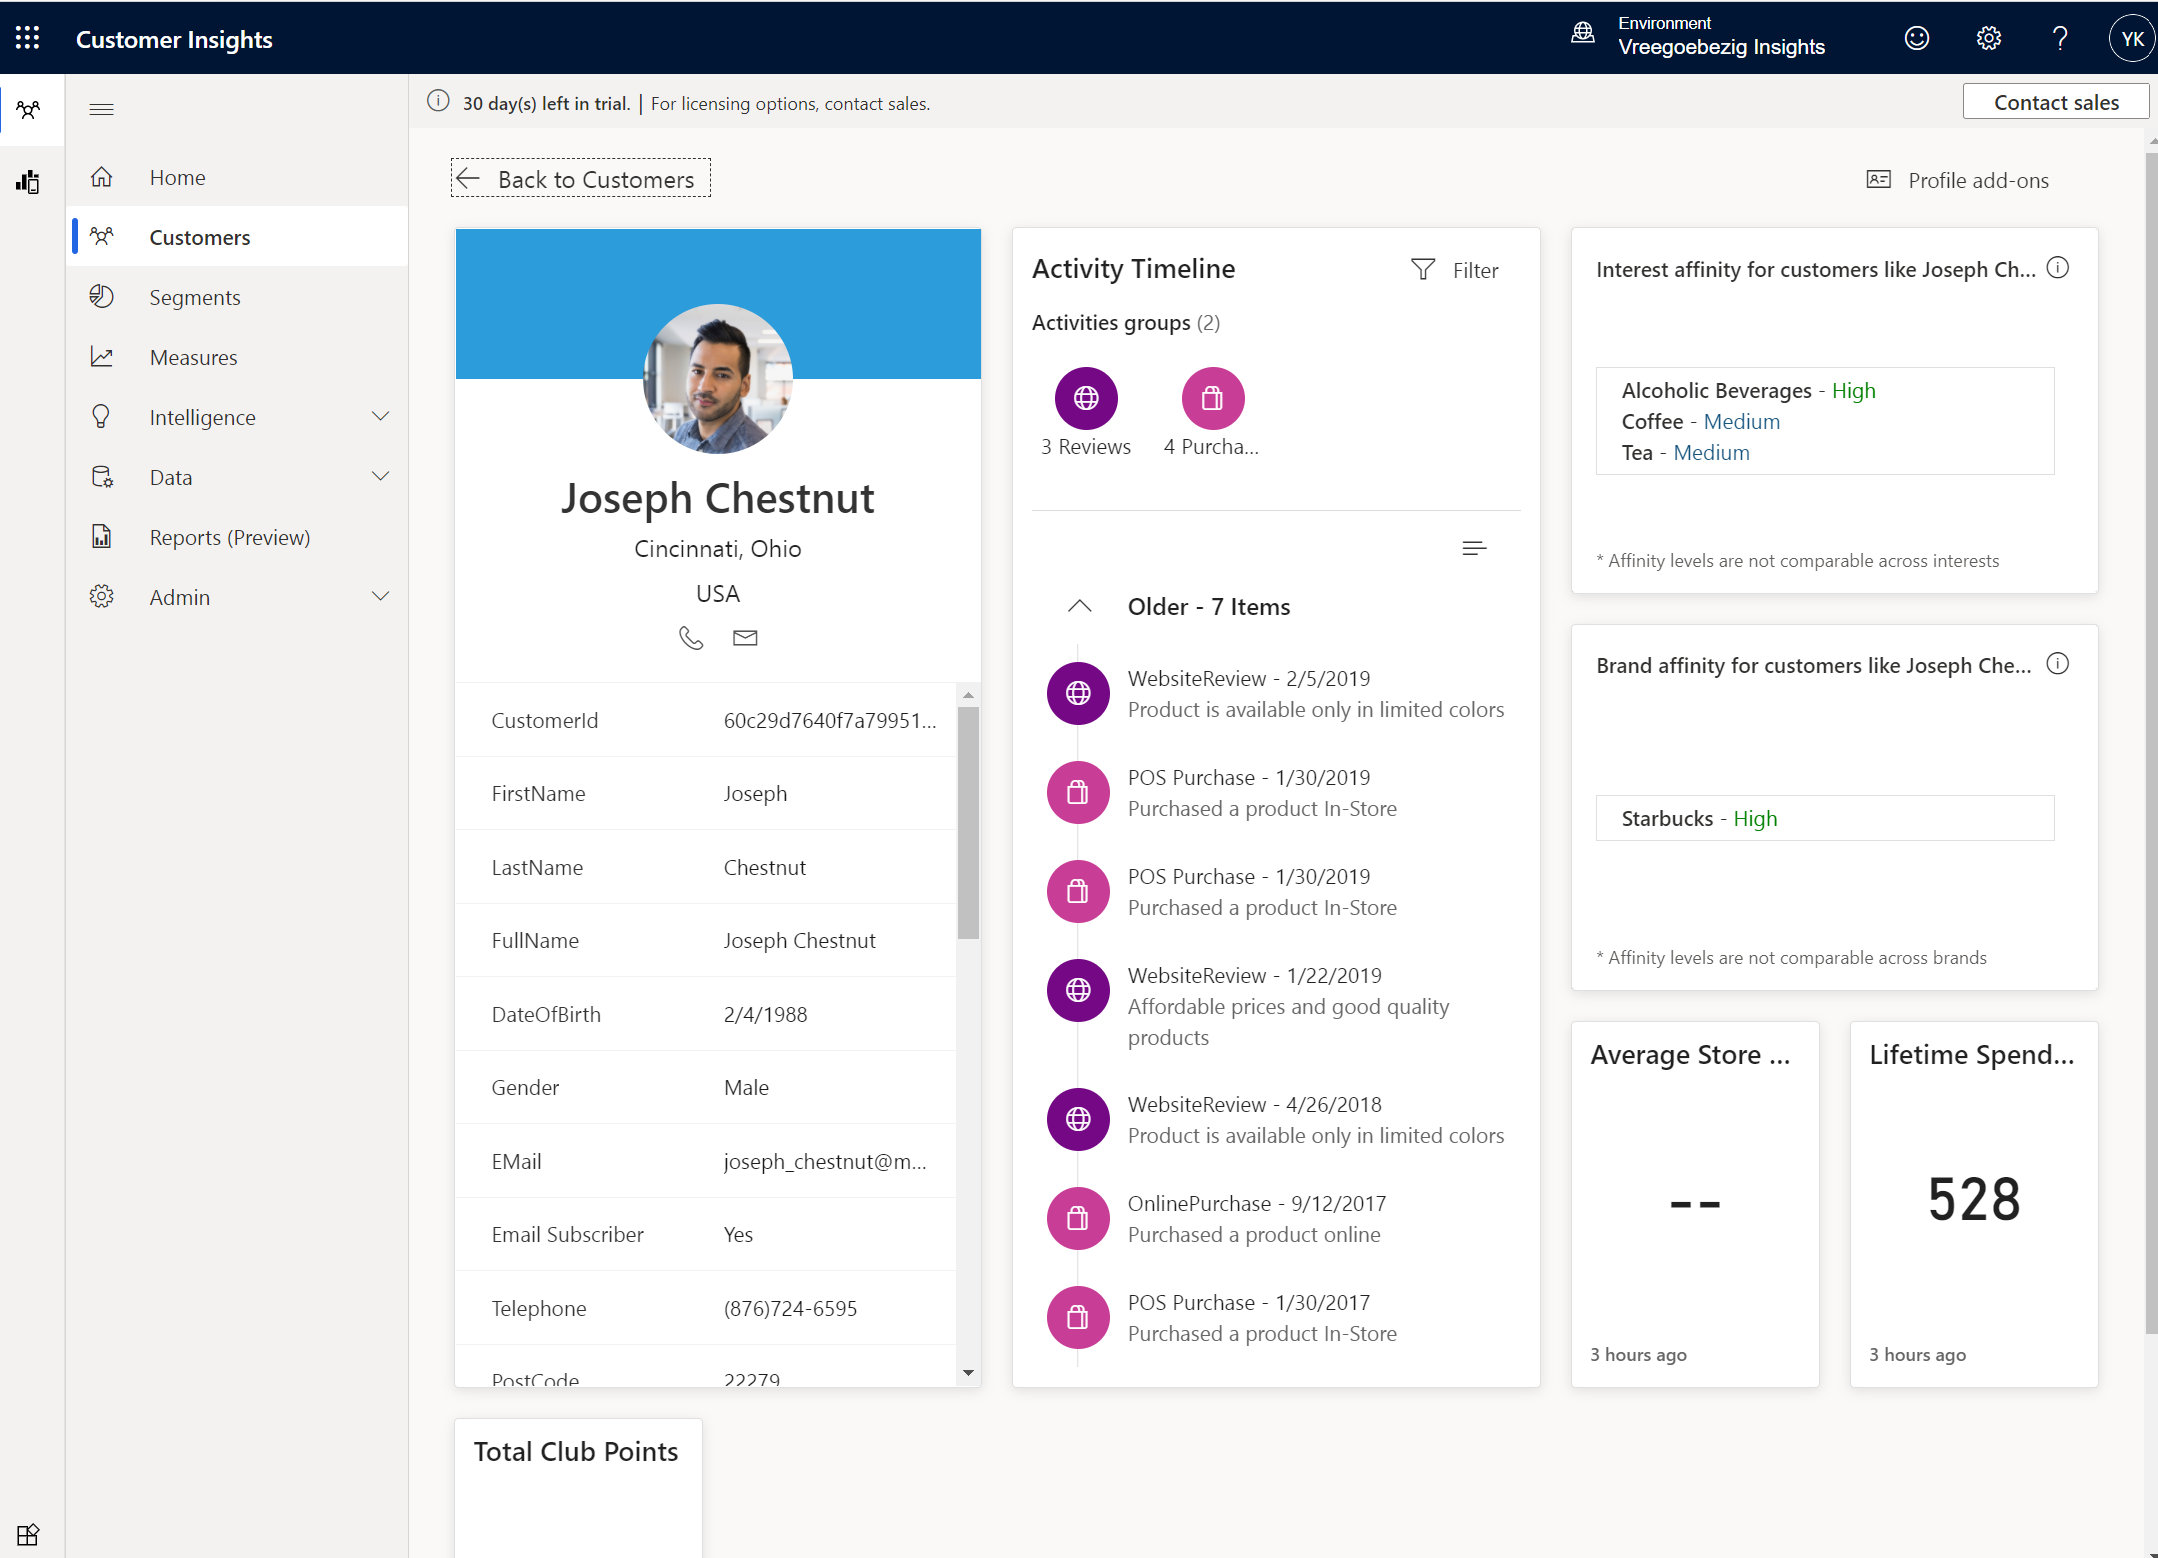 Customer Insights
Environment
Vreegoebezig Insights
YK
30 day(s) left in trial. | For licensing options, contact sales.
Contact sales
Home
Customers
Segments
Measures
Intelligence
Data
Reports (Preview)
Admin
Back to Customers
Profile add-ons
Joseph Chestnut
Cincinnati, Ohio
USA
CustomerId 60c29d7640f7a79951...
FirstName Joseph
LastName Chestnut
FullName Joseph Chestnut
DateOfBirth 2/4/1988
Gender Male
EMail joseph_chestnut@m...
Email Subscriber Yes
Telephone (876)724-6595
PostCode 22279
Activity Timeline
Filter
Activities groups (2)
3 Reviews
4 Purcha...
Older - 7 Items
WebsiteReview - 2/5/2019
Product is available only in limited colors
POS Purchase - 1/30/2019
Purchased a product In-Store
POS Purchase - 1/30/2019
Purchased a product In-Store
WebsiteReview - 1/22/2019
Affordable prices and good quality
products
WebsiteReview - 4/26/2018
Product is available only in limited colors
OnlinePurchase - 9/12/2017
Purchased a product online
POS Purchase - 1/30/2017
Purchased a product In-Store
Interest affinity for customers like Joseph Ch...
Alcoholic Beverages - High
Coffee - Medium
Tea - Medium
* Affinity levels are not comparable across interests
Brand affinity for customers like Joseph Che...
Starbucks - High
* Affinity levels are not comparable across brands
Average Store ...
--
3 hours ago
Lifetime Spend...
528
3 hours ago
Total Club Points